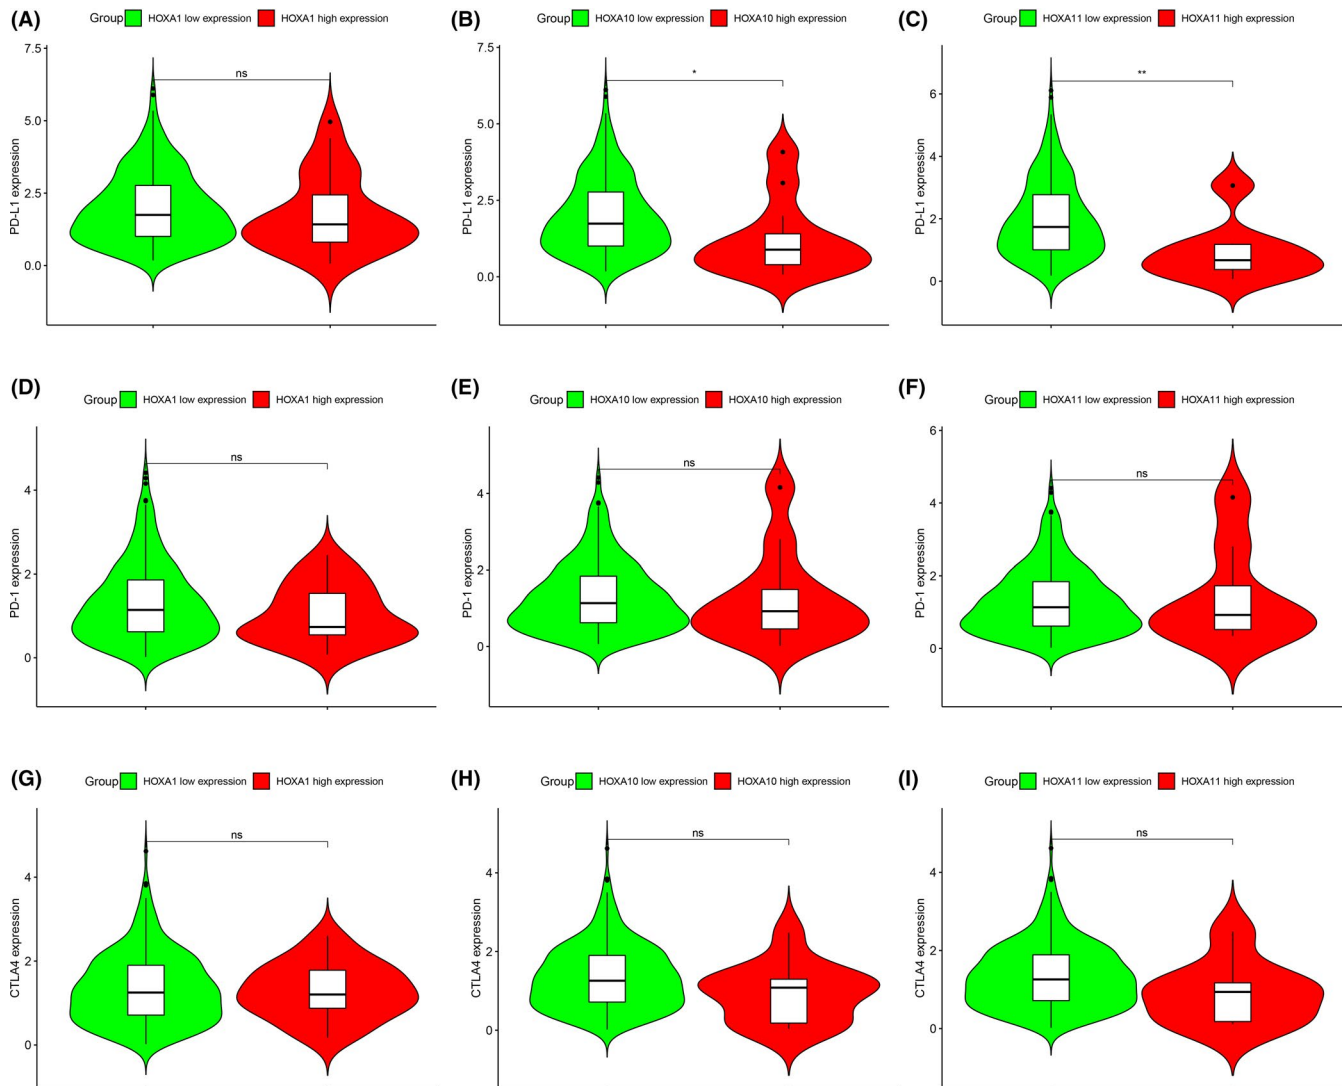 (A) Group HOXA1 low expression HOXA1 high expression
7.5
5.0
2.5
0.0
PD-L1 expression
ns
(B) Group HOXA10 low expression HOXA10 high expression
7.5
5.0
2.5
0.0
PD-L1 expression
*
(C) Group HOXA11 low expression HOXA11 high expression
6
4
2
0
PD-L1 expression
**
(D) Group HOXA1 low expression HOXA1 high expression
4
2
0
PD-1 expression
ns
(E) Group HOXA10 low expression HOXA10 high expression
4
2
0
PD-1 expression
ns
(F) Group HOXA11 low expression HOXA11 high expression
6
4
2
0
PD-1 expression
ns
(G) Group HOXA1 low expression HOXA1 high expression
4
2
0
CTLA4 expression
ns
(H) Group HOXA10 low expression HOXA10 high expression
4
2
0
CTLA4 expression
ns
(I) Group HOXA11 low expression HOXA11 high expression
4
2
0
CTLA4 expression
ns